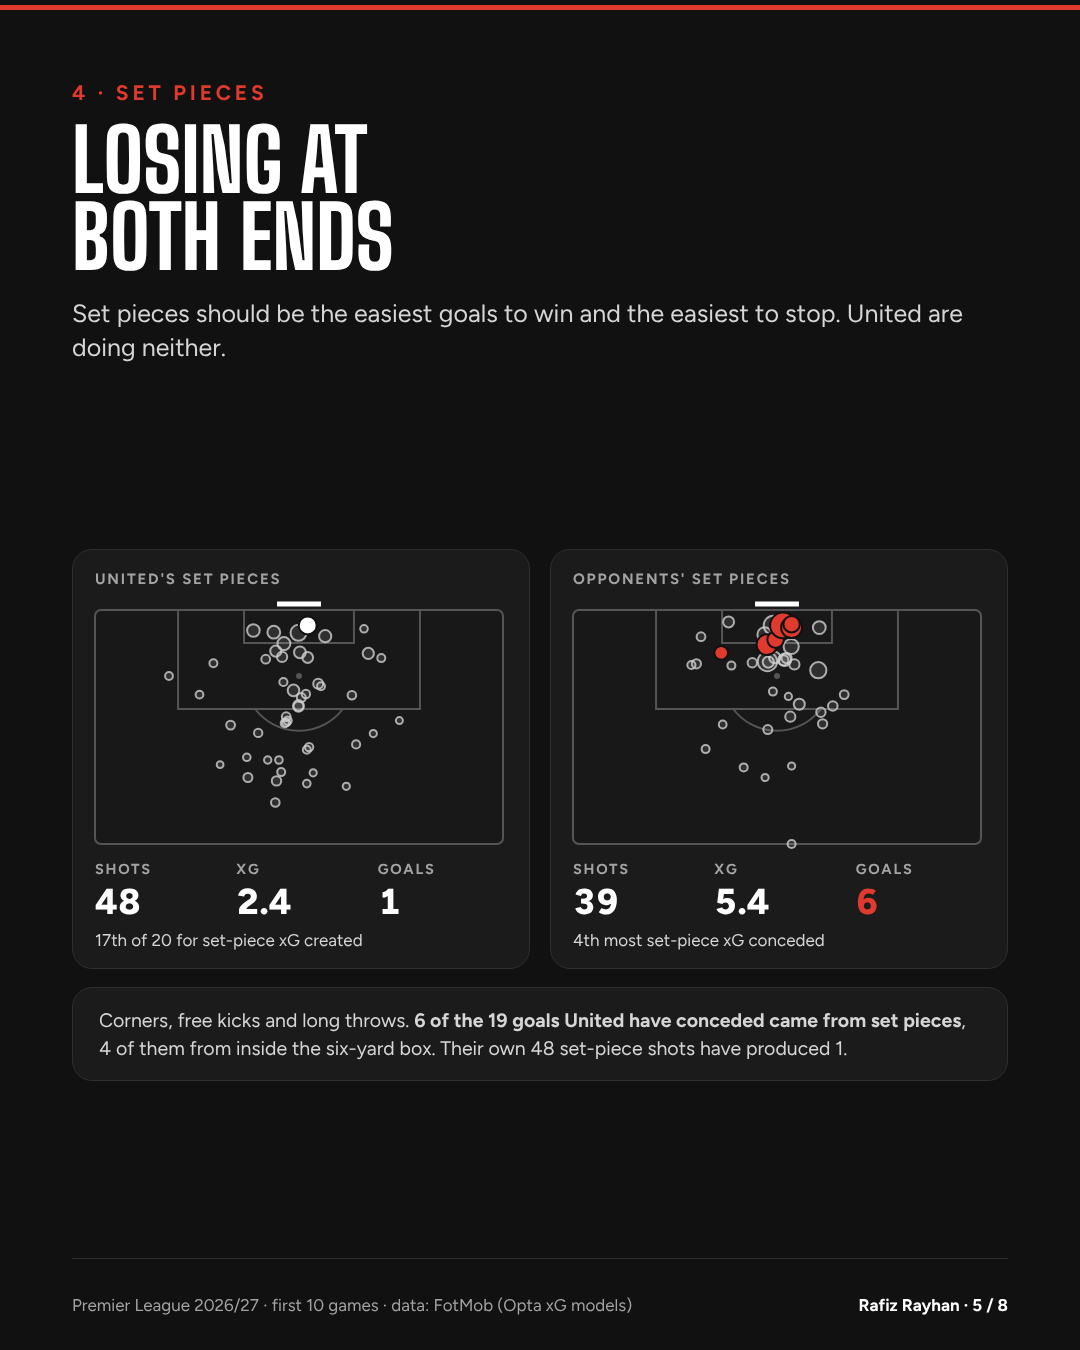 4 · SET PIECES
LOSING AT
BOTH ENDS
Set pieces should be the easiest goals to win and the easiest to stop. United are
doing neither.
UNITED'S SET PIECES
SHOTS XG GOALS
48 2.4 1
17th of 20 for set-piece xG created
OPPONENTS' SET PIECES
SHOTS XG GOALS
39 5.4 6
4th most set-piece xG conceded
Corners, free kicks and long throws. 6 of the 19 goals United have conceded came from set pieces,
4 of them from inside the six-yard box. Their own 48 set-piece shots have produced 1.
Premier League 2026/27 · first 10 games · data: FotMob (Opta xG models)
Rafiz Rayhan · 5 / 8